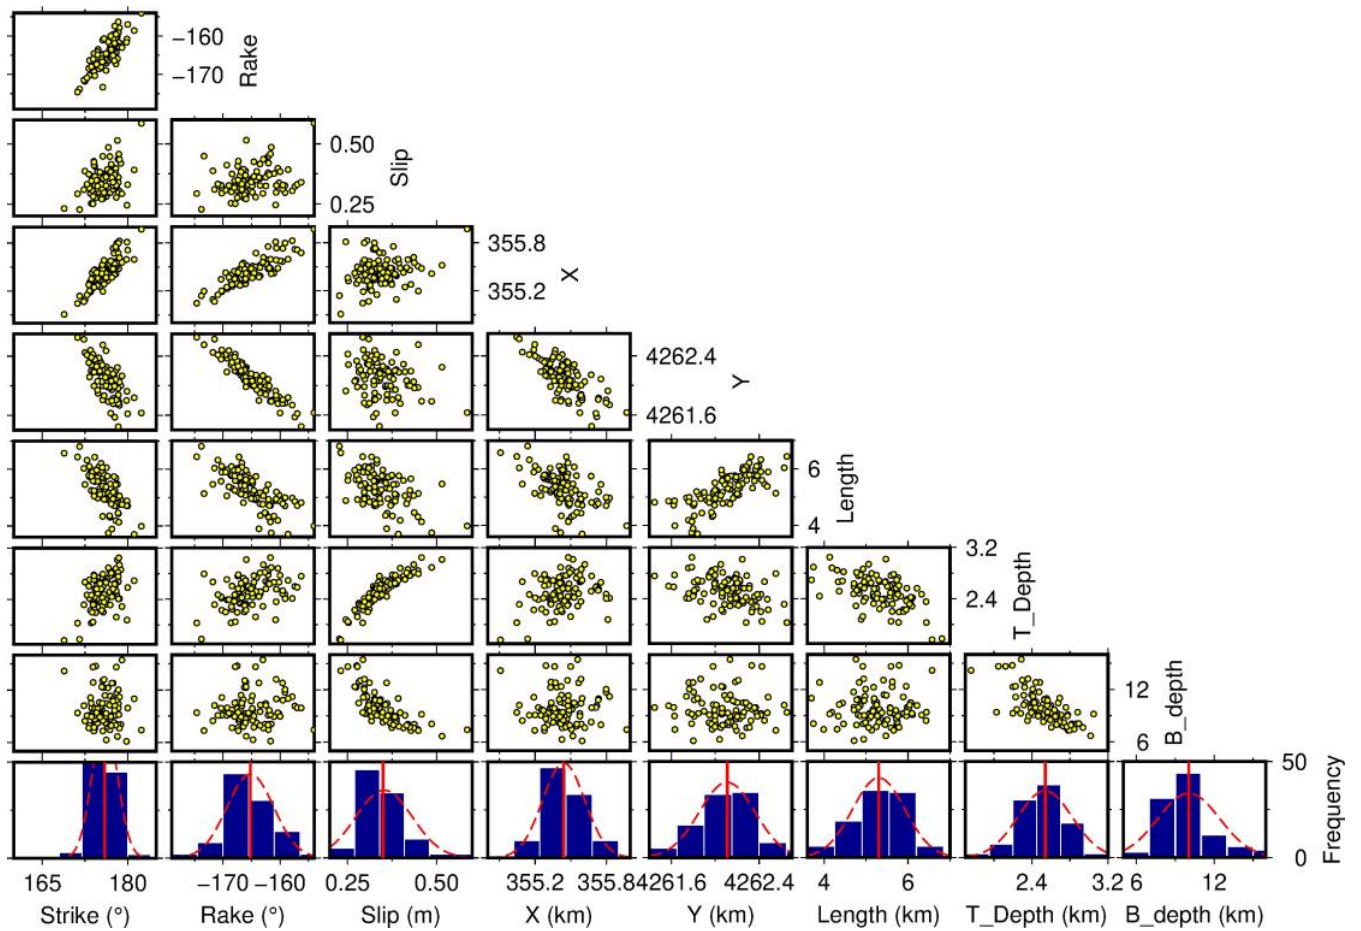 −160
−170
Rake
0.50
0.25
Slip
355.8
355.2
X
4262.4
4261.6
Y
6
4
Length
3.2
2.4
T_Depth
12
6
B_depth
50
0
Frequency
165 180 −170 −160 0.25 0.50 355.2 355.8 4261.6 4262.4 4 6 2.4 3.2 6 12
Strike (°) Rake (°) Slip (m) X (km) Y (km) Length (km) T_Depth (km) B_depth (km)